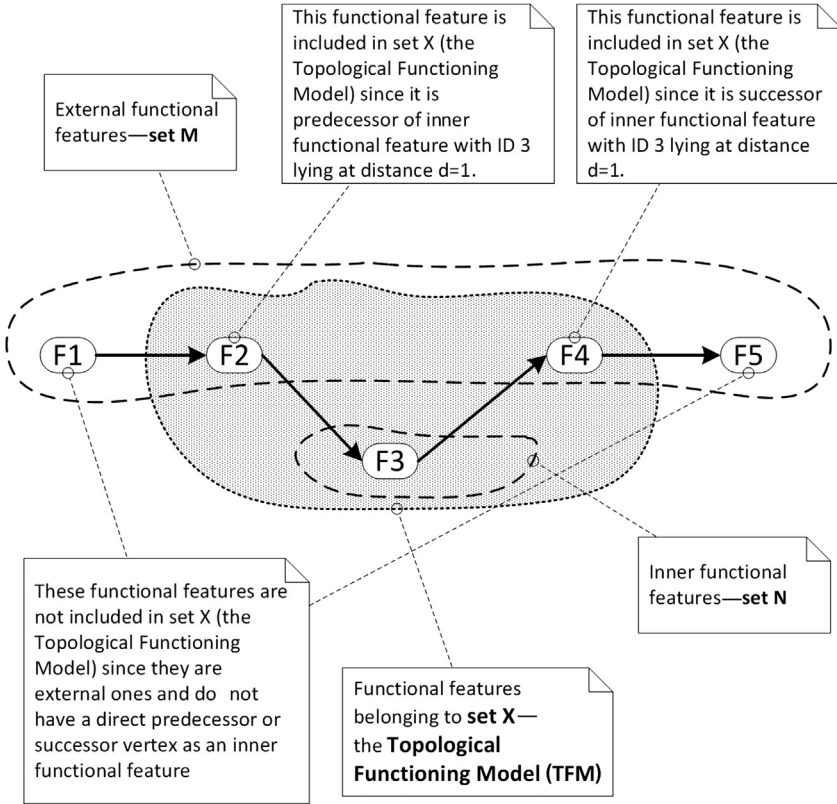 This functional feature is
included in set X (the
Topological Functioning
Model) since it is
predecessor of inner
functional feature with ID 3
lying at distance d=1.
This functional feature is
included in set X (the
Topological Functioning
Model) since it is successor
of inner functional feature
with ID 3 lying at distance
d=1.
External functional
features—set M
F1
F2
F4
F5
F3
These functional features are
not included in set X (the
Topological Functioning
Model) since they are
external ones and do not
have a direct predecessor or
successor vertex as an inner
functional feature
Inner functional
features—set N
Functional features
belonging to set X—
the Topological
Functioning Model (TFM)